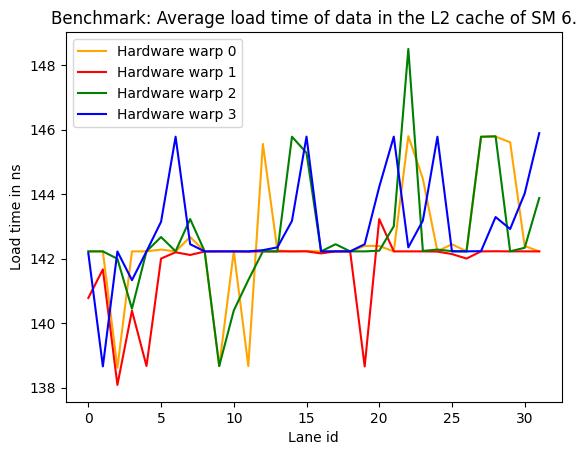 Benchmark: Average load time of data in the L2 cache of SM 6.
Hardware warp 0
Hardware warp 1
Hardware warp 2
Hardware warp 3
148
146
144
142
140
138
Load time in ns
0 5 10 15 20 25 30
Lane id